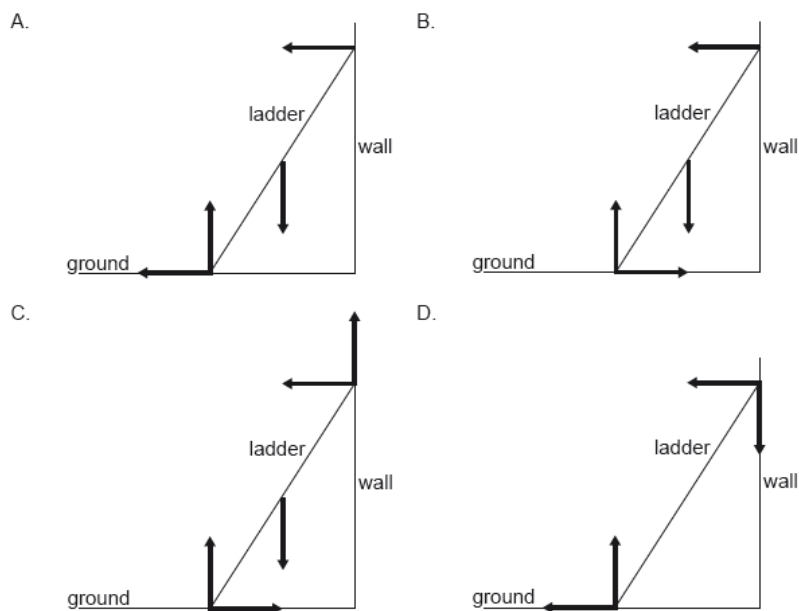 A.
ladder
wall
ground
B.
ladder
wall
ground
C.
ladder
wall
ground
D.
ladder
wall
ground